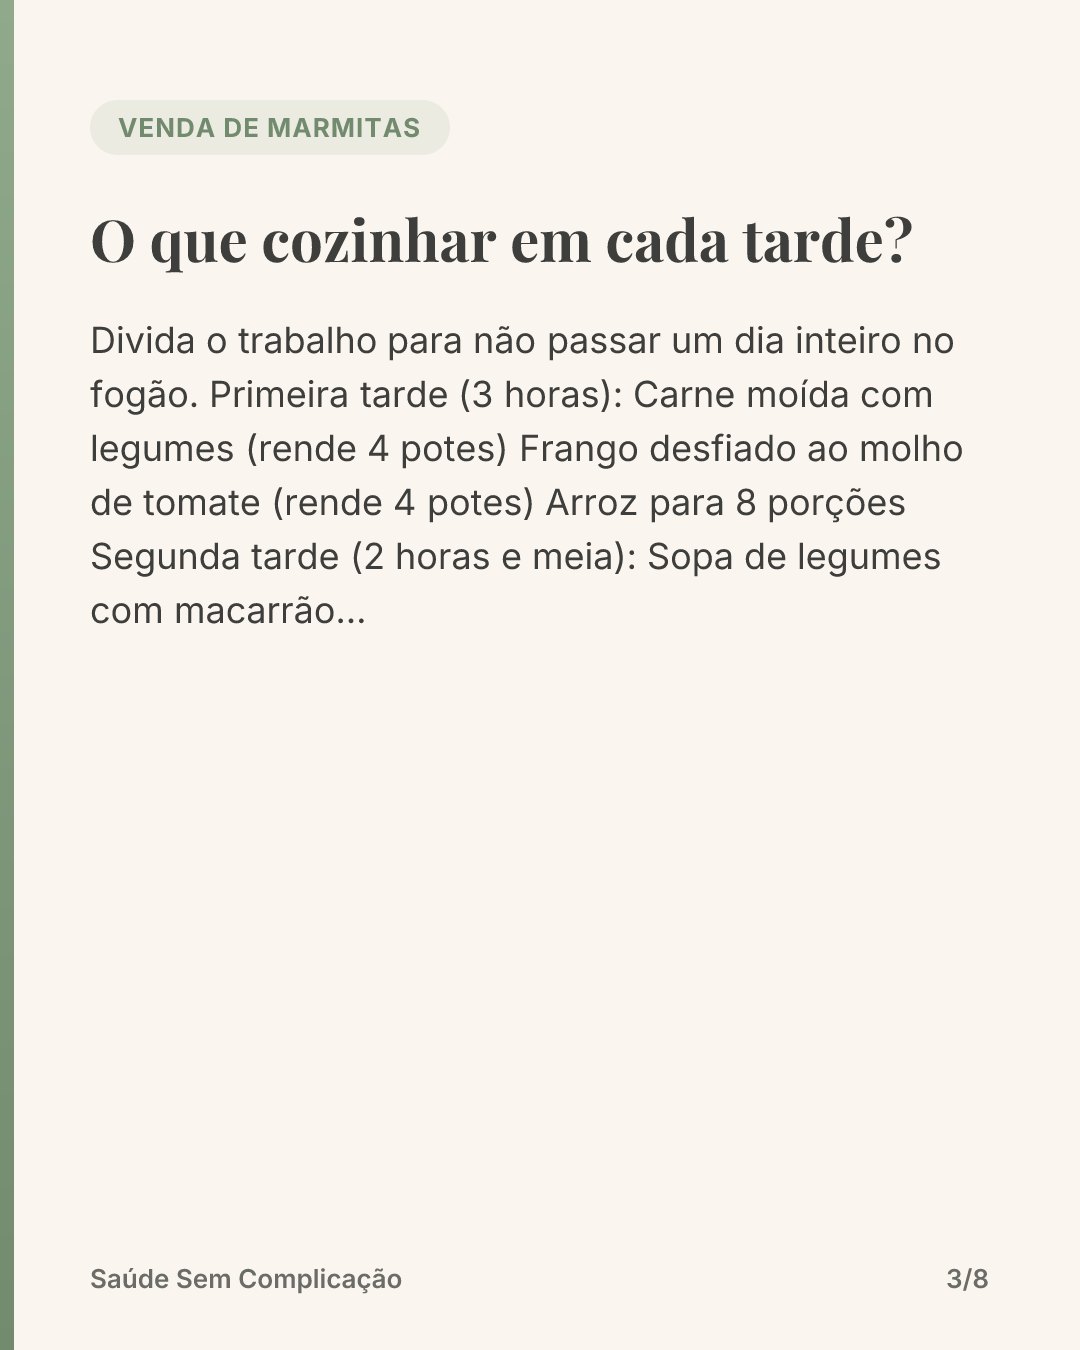 VENDA DE MARMITAS
O que cozinhar em cada tarde?
Divida o trabalho para não passar um dia inteiro no
fogão. Primeira tarde (3 horas): Carne moída com
legumes (rende 4 potes) Frango desfiado ao molho
de tomate (rende 4 potes) Arroz para 8 porções
Segunda tarde (2 horas e meia): Sopa de legumes
com macarrão...
Saúde Sem Complicação
3/8